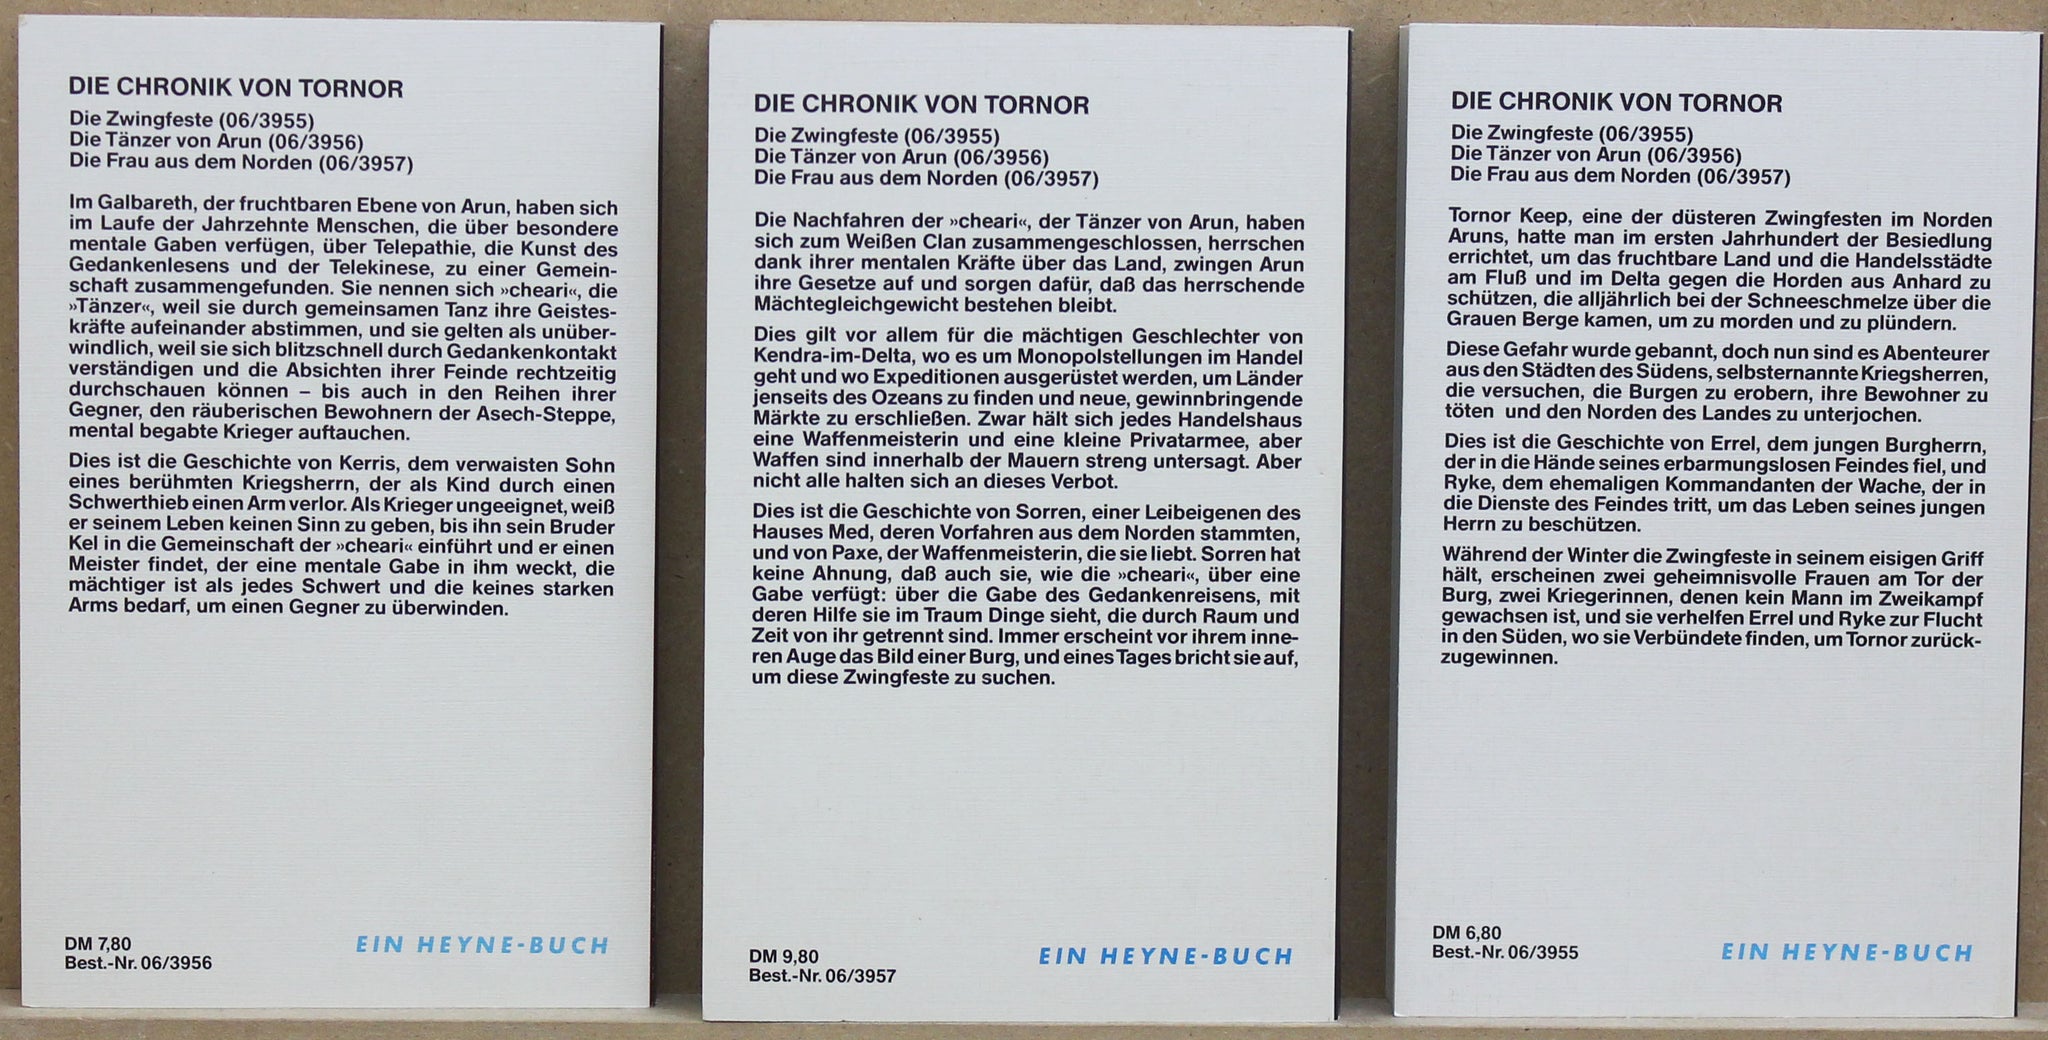 DIE CHRONIK VON TORNOR
Die Zwingfeste (06/3955)
Die Tänzer von Arun (06/3956)
Die Frau aus dem Norden (06/3957)
Im Galbareth, der fruchtbaren Ebene von Arun, haben sich
im Laufe der Jahrzehnte Menschen, die über besondere
mentale Gaben verfügen, über Telepathie, die Kunst des
Gedankenlesens und der Telekinese, zu einer Gemein-
schaft zusammengefunden. Sie nennen sich »cheari«, die
»Tänzer«, weil sie durch gemeinsamen Tanz ihre Geistes-
kräfte aufeinander abstimmen, und sie gelten als unüber-
windlich, weil sie sich blitzschnell durch Gedankenkontakt
verständigen und die Absichten ihrer Feinde rechtzeitig
durchschauen können – bis auch in den Reihen ihrer
Gegner, den räuberischen Bewohnern der Asech-Steppe,
mental begabte Krieger auftauchen.
Dies ist die Geschichte von Kerris, dem verwaisten Sohn
eines berühmten Kriegsherrn, der als Kind durch einen
Schwerthieb einen Arm verlor. Als Krieger ungeeignet, weiß
er seinem Leben keinen Sinn zu geben, bis ihn sein Bruder
Kel in die Gemeinschaft der »cheari« einführt und er einen
Meister findet, der eine mentale Gabe in ihm weckt, die
mächtiger ist als jedes Schwert und die keines starken
Arms bedarf, um einen Gegner zu überwinden.
DM 7,80
Best.-Nr. 06/3956
EIN HEYNE-BUCH
DIE CHRONIK VON TORNOR
Die Zwingfeste (06/3955)
Die Tänzer von Arun (06/3956)
Die Frau aus dem Norden (06/3957)
Die Nachfahren der »cheari«, der Tänzer von Arun, haben
sich zum Weißen Clan zusammengeschlossen, herrschen
dank ihrer mentalen Kräfte über das Land, zwingen Arun
ihre Gesetze auf und sorgen dafür, daß das herrschende
Mächtegleichgewicht bestehen bleibt.
Dies gilt vor allem für die mächtigen Geschlechter von
Kendra-im-Delta, wo es um Monopolstellungen im Handel
geht und wo Expeditionen ausgerüstet werden, um Länder
jenseits des Ozeans zu finden und neue, gewinnbringende
Märkte zu erschließen. Zwar hält sich jedes Handelshaus
eine Waffenmeisterin und eine kleine Privatarmee, aber
Waffen sind innerhalb der Mauern streng untersagt. Aber
nicht alle halten sich an dieses Verbot.
Dies ist die Geschichte von Sorren, einer Leibeigenen des
Hauses Med, deren Vorfahren aus dem Norden stammten,
und von Paxe, der Waffenmeisterin, die sie liebt. Sorren hat
keine Ahnung, daß auch sie, wie die »cheari«, über eine
Gabe verfügt: über die Gabe des Gedankenreisens, mit
deren Hilfe sie im Traum Dinge sieht, die durch Raum und
Zeit von ihr getrennt sind. Immer erscheint vor ihrem inne-
ren Auge das Bild einer Burg, und eines Tages bricht sie auf,
um diese Zwingfeste zu suchen.
DM 9,80
Best.-Nr. 06/3957
EIN HEYNE-BUCH
DIE CHRONIK VON TORNOR
Die Zwingfeste (06/3955)
Die Tänzer von Arun (06/3956)
Die Frau aus dem Norden (06/3957)
Tornor Keep, eine der düsteren Zwingfesten im Norden
Aruns, hatte man im ersten Jahrhundert der Besiedlung
errichtet, um das fruchtbare Land und die Handelsstädte
am Fluß und im Delta gegen die Horden aus Anhard zu
schützen, die alljährlich bei der Schneeschmelze über die
Grauen Berge kamen, um zu morden und zu plündern.
Diese Gefahr wurde gebannt, doch nun sind es Abenteurer
aus den Städten des Südens, selbsternannte Kriegsherren,
die versuchen, die Burgen zu erobern, ihre Bewohner zu
töten und den Norden des Landes zu unterjochen.
Dies ist die Geschichte von Errel, dem jungen Burgherrn,
der in die Hände seines erbarmungslosen Feindes fiel, und
Ryke, dem ehemaligen Kommandanten der Wache, der in
die Dienste des Feindes tritt, um das Leben seines jungen
Herrn zu beschützen.
Während der Winter die Zwingfeste in seinem eisigen Griff
hält, erscheinen zwei geheimnisvolle Frauen am Tor der
Burg, zwei Kriegerinnen, denen kein Mann im Zweikampf
gewachsen ist, und sie verhelfen Errel und Ryke zur Flucht
in den Süden, wo sie Verbündete finden, um Tornor zurück-
zugewinnen.
DM 6,80
Best.-Nr. 06/3955
EIN HEYNE-BUCH